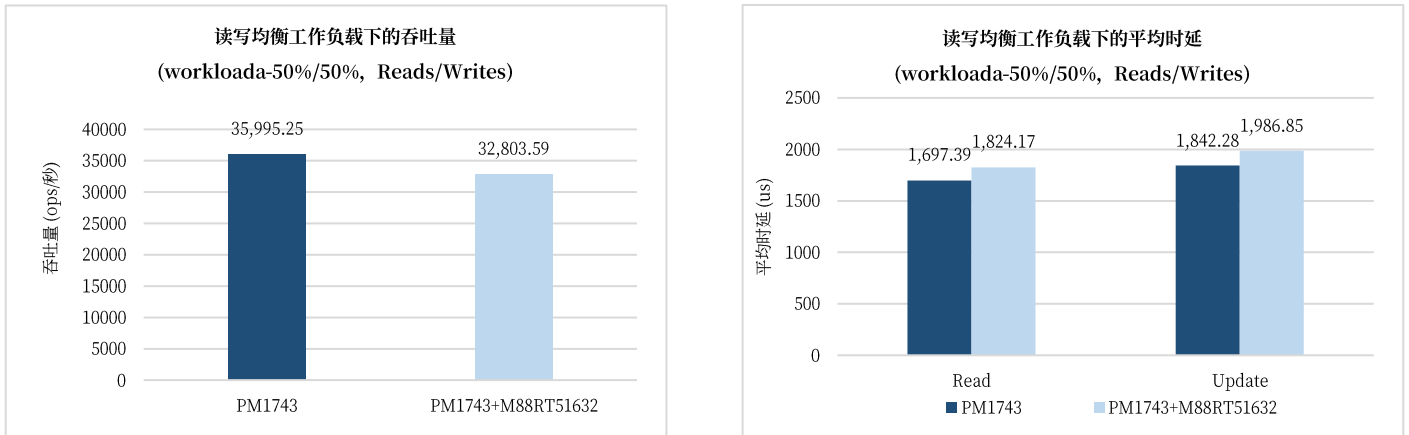 读写均衡工作负载下的吞吐量
(workloada-50%/50%，Reads/Writes)
吞吐量 (ops/秒)
40000
35000
30000
25000
20000
15000
10000
5000
0
35,995.25
32,803.59
PM1743
PM1743+M88RT51632
读写均衡工作负载下的平均时延
(workloada-50%/50%，Reads/Writes)
平均时延 (us)
2500
2000
1500
1000
500
0
1,697.39
1,824.17
1,842.28
1,986.85
Read
Update
PM1743
PM1743+M88RT51632